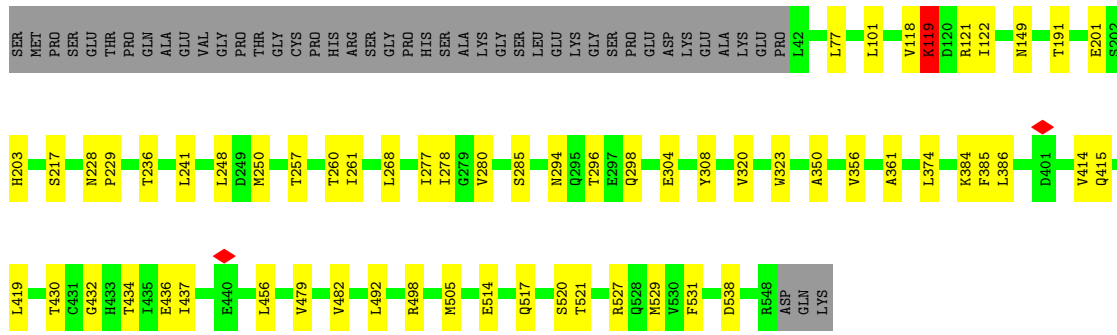 SER MET PRO SER GLU THR PRO GLN ALA GLU VAL GLY PRO THR GLY CYS PRO HIS ARG SER GLY PRO HIS SER ALA LYS GLY SER LEU GLU LYS GLY SER PRO GLU ASP LYS GLU ALA LYS GLU PRO L42 L77 L101 V118 K119 D120 R121 I122 N149 T191 E201 S202
H203 S217 N228 P229 T236 L241 L248 D249 M250 T257 T260 I261 L268 I277 I278 G279 V280 S285 N294 Q295 T296 E297 Q298 E304 Y308 V320 W323 A350 V356 A361 L374 K384 F385 L386 D401 V414 Q415
L419 T430 C431 G432 H433 T434 I435 E436 I437 E440 L456 V479 V482 L492 R498 M505 E514 Q517 S520 T521 R527 Q528 M529 V530 F531 D538 R548 ASP GLN LYS